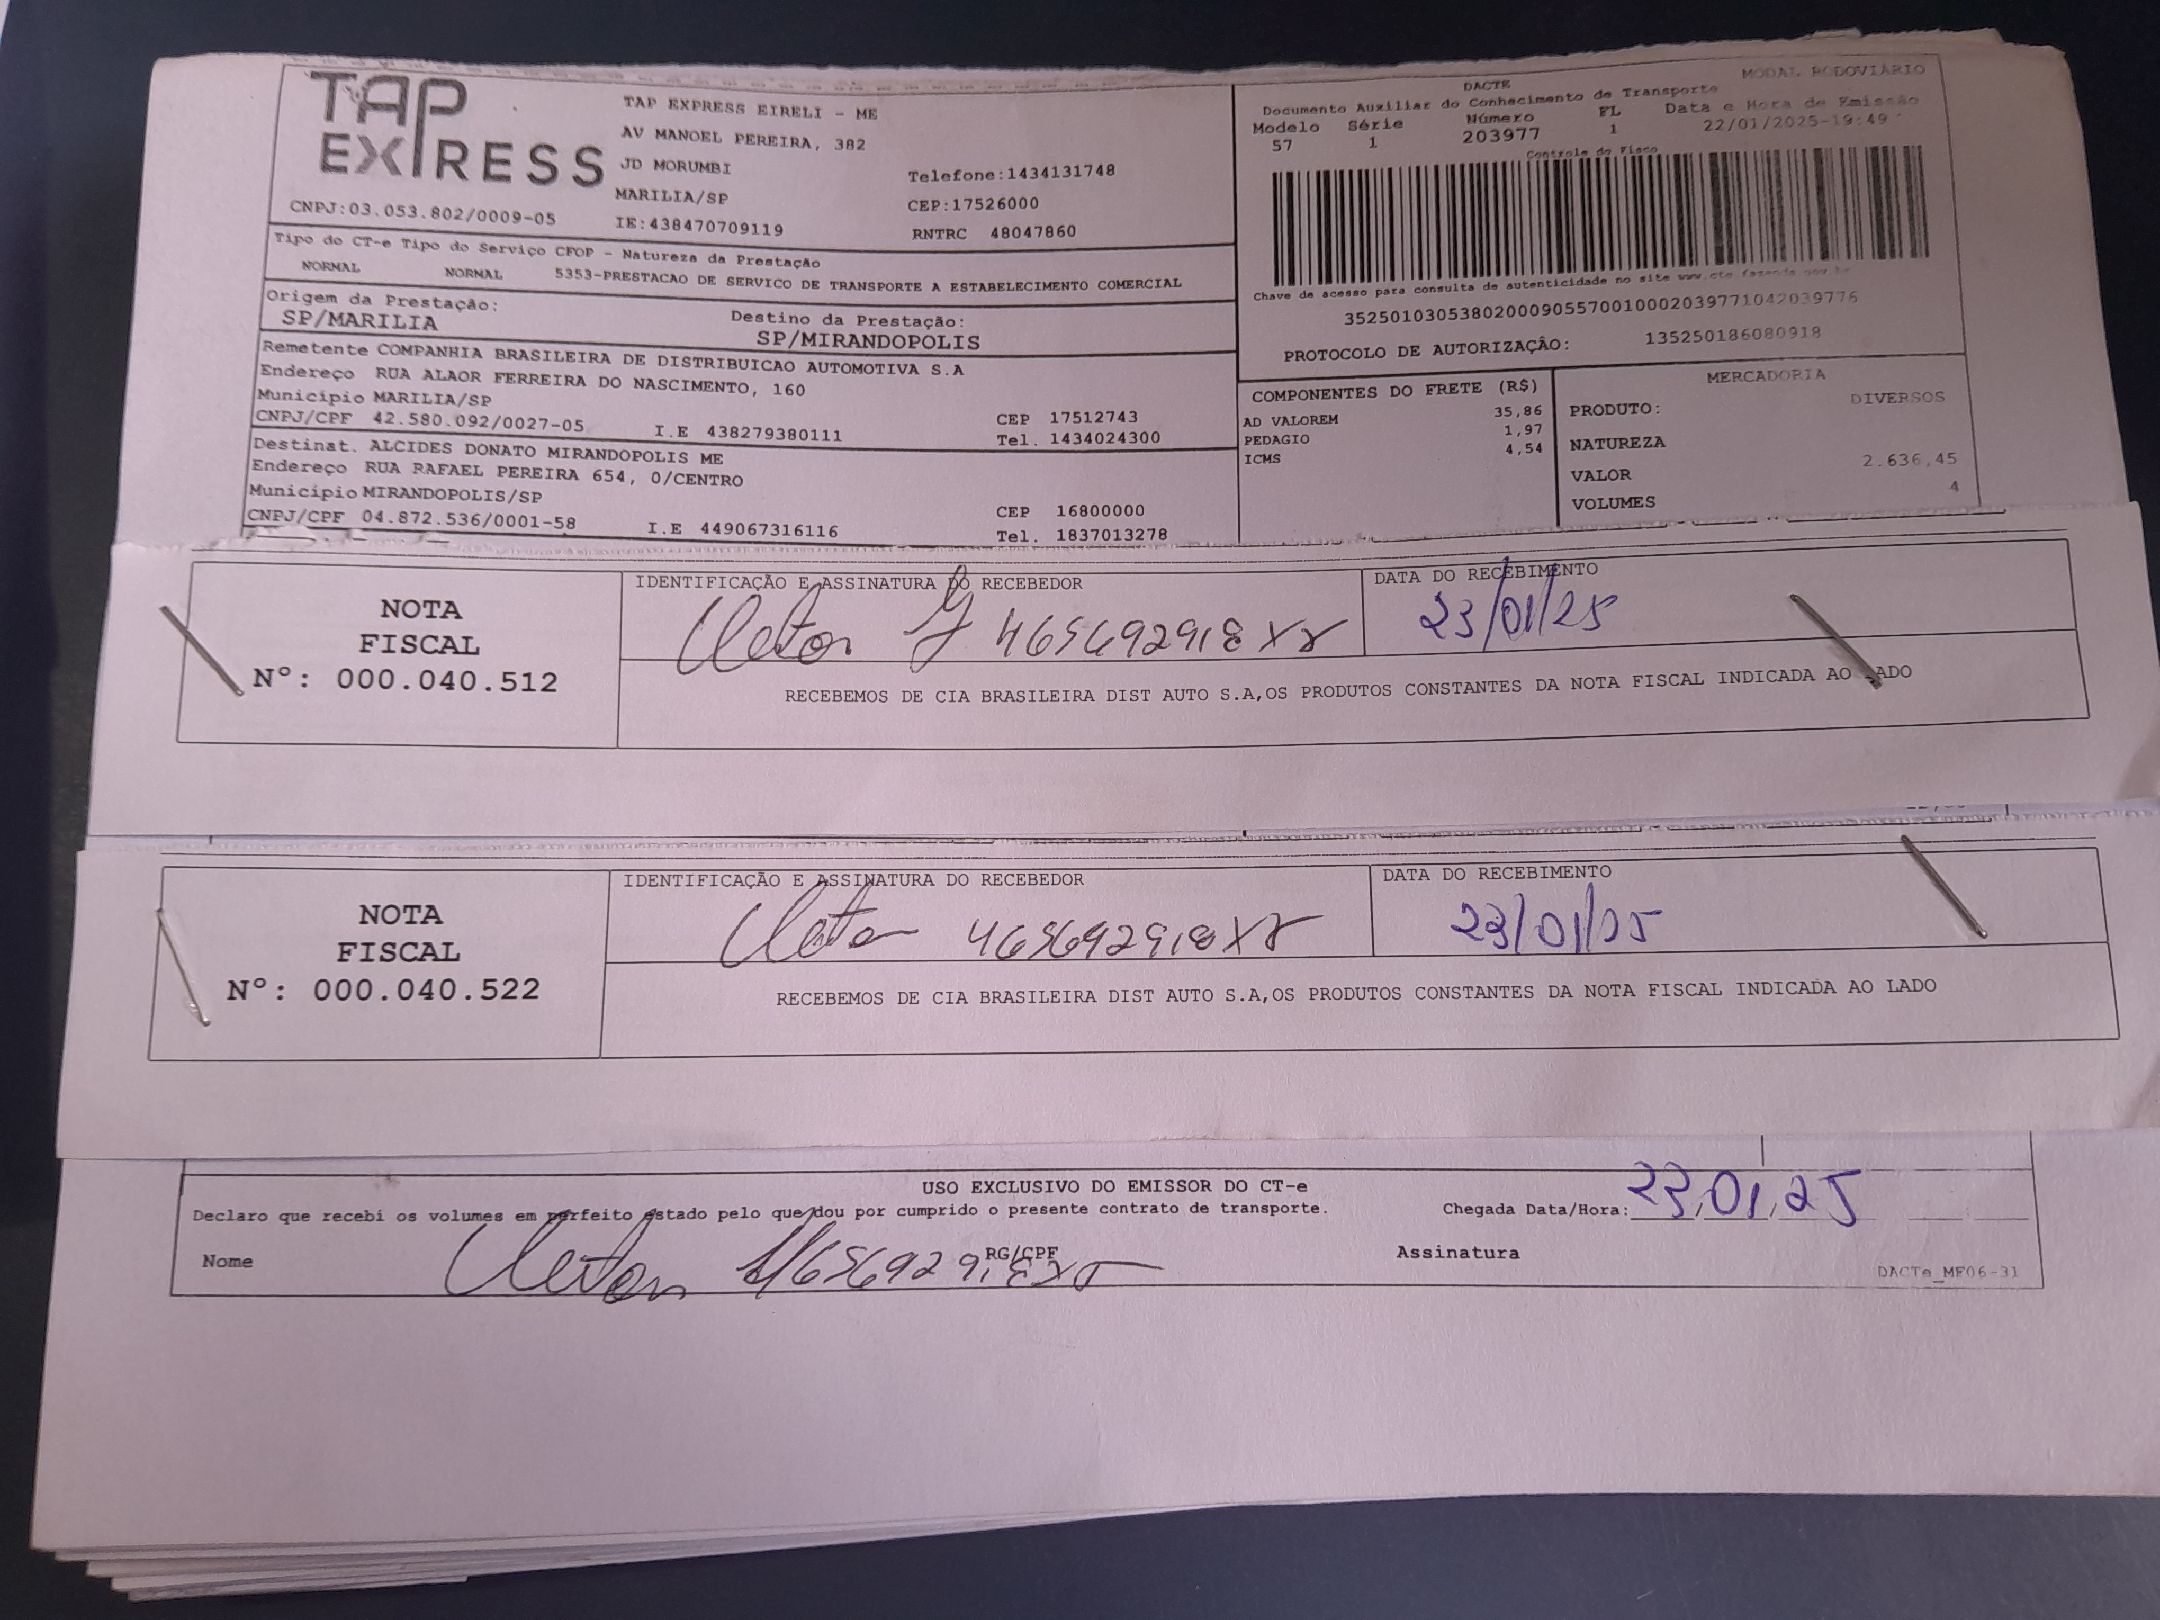 TAP EXPRESS
TAP EXPRESS EIRELI - ME
AV MANOEL PEREIRA, 382
JD MORUMBI Telefone:1434131748
MARILIA/SP CEP:17526000
CNPJ:03.053.802/0009-05 IE:438470709119 RNTRC 48047860
Tipo do CT-e Tipo do Serviço CFOP - Natureza da Prestação
NORMAL NORMAL 5353-PRESTACAO DE SERVICO DE TRANSPORTE A ESTABELECIMENTO COMERCIAL
Origem da Prestação: Destino da Prestação:
SP/MARILIA SP/MIRANDOPOLIS
Remetente COMPANHIA BRASILEIRA DE DISTRIBUICAO AUTOMOTIVA S.A
Endereço RUA ALAOR FERREIRA DO NASCIMENTO, 160
Município MARILIA/SP CEP 17512743
CNPJ/CPF 42.580.092/0027-05 I.E 438279380111 Tel. 1434024300
Destinat. ALCIDES DONATO MIRANDOPOLIS ME
Endereço RUA RAFAEL PEREIRA 654, 0/CENTRO
Município MIRANDOPOLIS/SP CEP 16800000
CNPJ/CPF 04.872.536/0001-58 I.E 449067316116 Tel. 1837013278
DACTE MODAL RODOVIÁRIO
Documento Auxiliar do Conhecimento de Transporte
Modelo Série Número FL Data e Hora de Emissão
57 1 203977 1 22/01/2025-19:49
Controle do Fisco
Chave de acesso para consulta de autenticidade no site www.cte.fazenda.gov.br
35250103053802000905570010002039771042039776
PROTOCOLO DE AUTORIZAÇÃO: 135250186080918
COMPONENTES DO FRETE (R$)
AD VALOREM 35,86
PEDAGIO 1,97
ICMS 4,54
MERCADORIA
PRODUTO: DIVERSOS
NATUREZA
VALOR 2.636,45
VOLUMES 4
NOTA
FISCAL
Nº: 000.040.512
IDENTIFICAÇÃO E ASSINATURA DO RECEBEDOR DATA DO RECEBIMENTO
23/01/25
RECEBEMOS DE CIA BRASILEIRA DIST AUTO S.A,OS PRODUTOS CONSTANTES DA NOTA FISCAL INDICADA AO LADO
NOTA
FISCAL
Nº: 000.040.522
IDENTIFICAÇÃO E ASSINATURA DO RECEBEDOR DATA DO RECEBIMENTO
23/01/25
RECEBEMOS DE CIA BRASILEIRA DIST AUTO S.A,OS PRODUTOS CONSTANTES DA NOTA FISCAL INDICADA AO LADO
USO EXCLUSIVO DO EMISSOR DO CT-e
Declaro que recebi os volumes em perfeito estado pelo que dou por cumprido o presente contrato de transporte. Chegada Data/Hora: 23,01,25
Nome RG/CPF Assinatura
DACTe_MF06-31